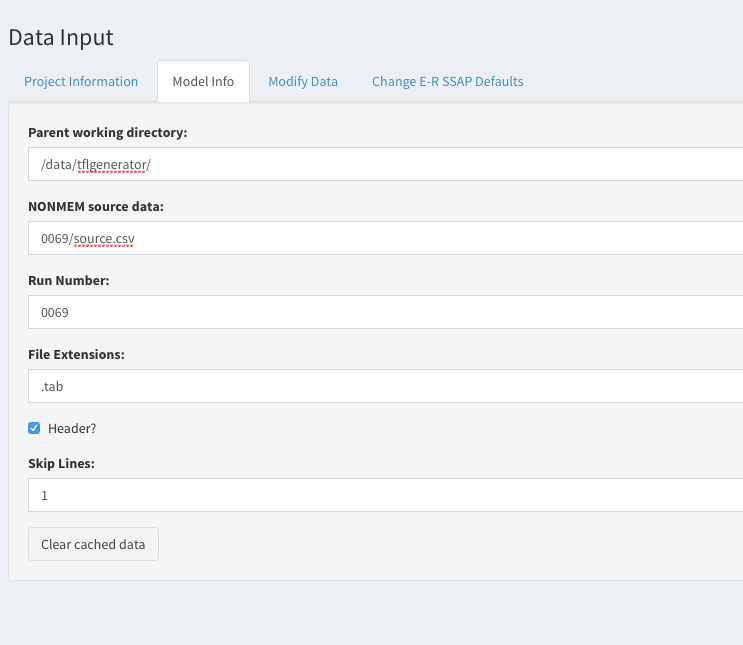 Data Input
Project Information Model Info Modify Data Change E-R SSAP Defaults
Parent working directory:
/data/tflgenerator/
NONMEM source data:
0069/source.csv
Run Number:
0069
File Extensions:
.tab
Header?
Skip Lines:
1
Clear cached data